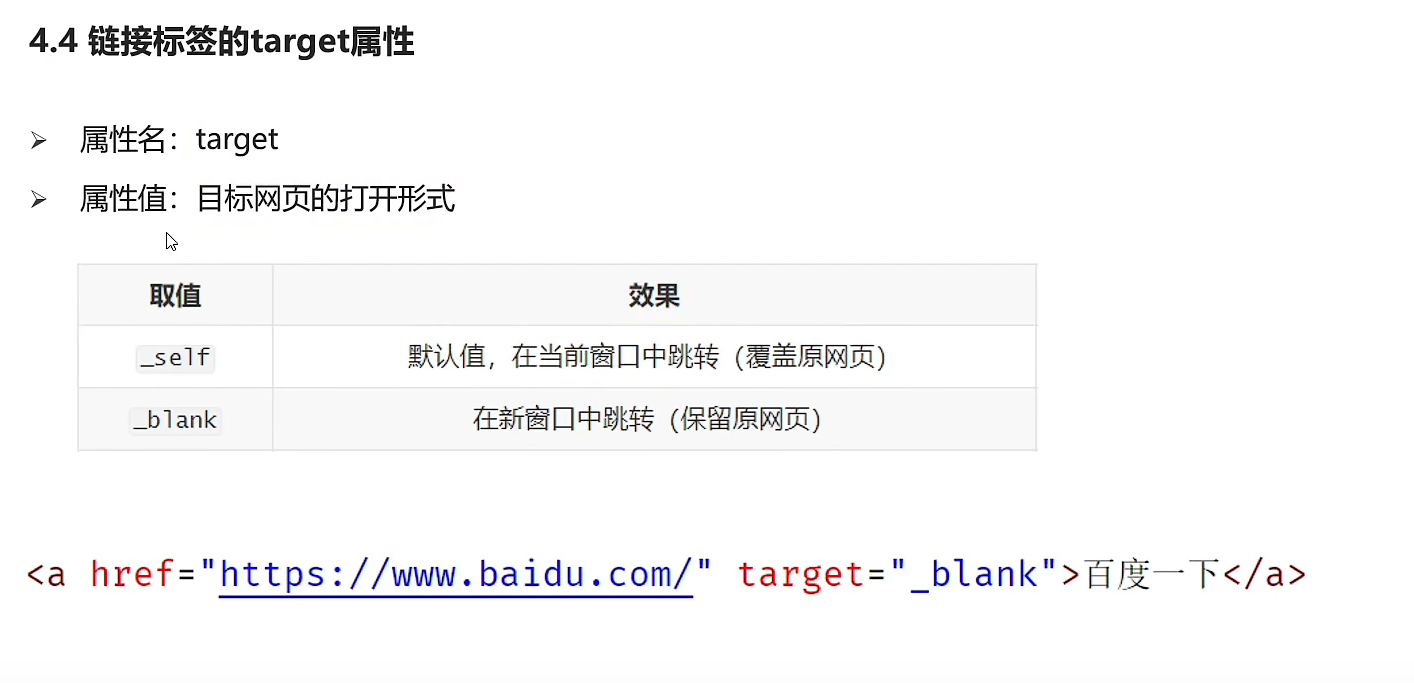 4.4 链接标签的target属性
属性名：target
属性值：目标网页的打开形式
取值 效果
_self 默认值，在当前窗口中跳转（覆盖原网页）
_blank 在新窗口中跳转（保留原网页）
<a href="https://www.baidu.com/" target="_blank">百度一下</a>